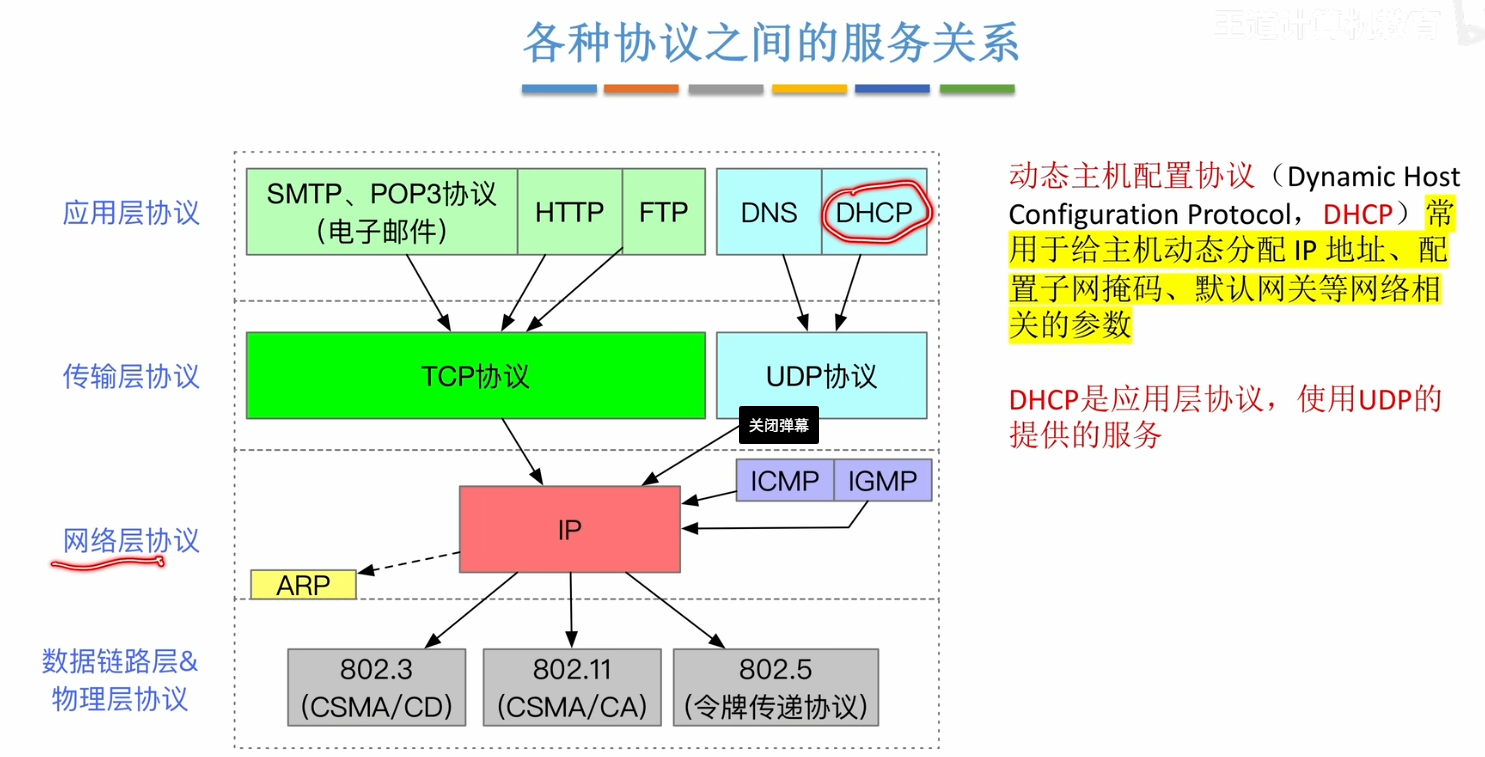 王道计算机教育
各种协议之间的服务关系
应用层协议
SMTP、POP3协议
（电子邮件）
HTTP
FTP
DNS
DHCP
传输层协议
TCP协议
UDP协议
关闭弹幕
网络层协议
ICMP
IGMP
IP
ARP
数据链路层&
物理层协议
802.3
(CSMA/CD)
802.11
(CSMA/CA)
802.5
(令牌传递协议)
动态主机配置协议（Dynamic Host
Configuration Protocol，DHCP）常
用于给主机动态分配 IP 地址、配
置子网掩码、默认网关等网络相
关的参数
DHCP是应用层协议，使用UDP的
提供的服务